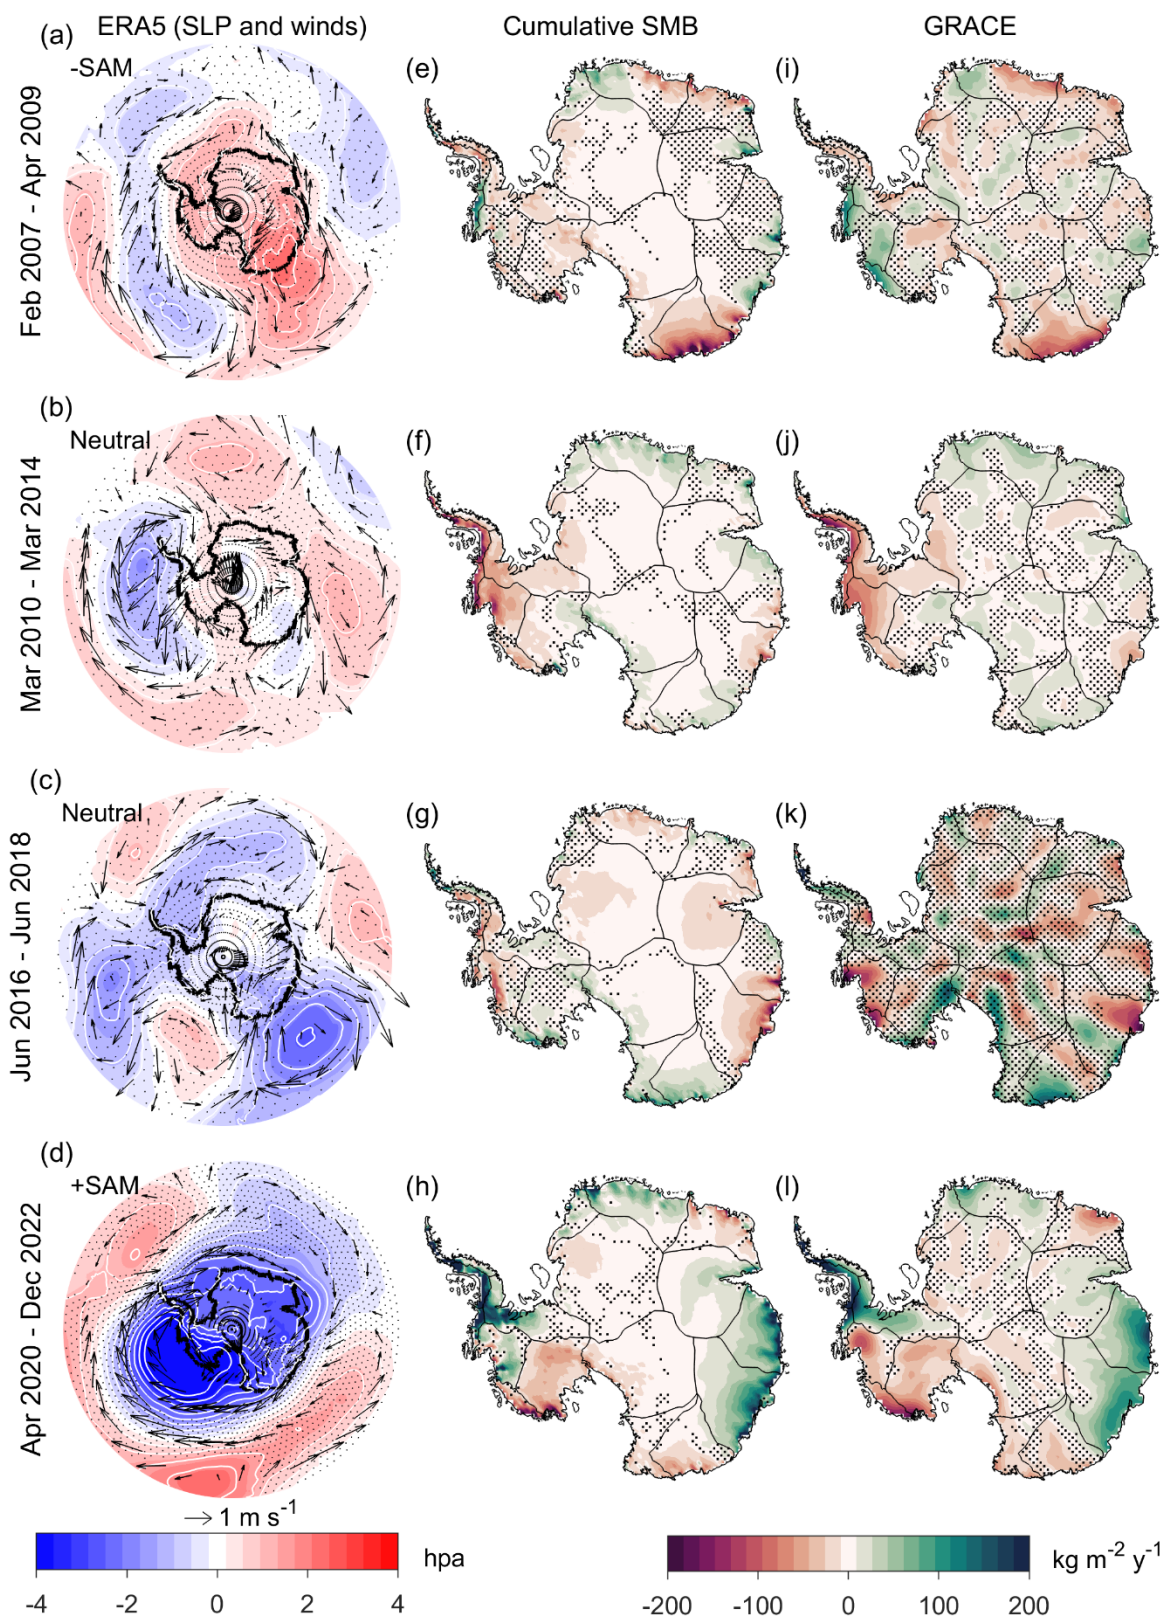 ERA5 (SLP and winds) Cumulative SMB GRACE
Feb 2007 - Apr 2009
(a) -SAM (e) (i)
Mar 2010 - Mar 2014
(b) Neutral (f) (j)
Jun 2016 - Jun 2018
(c) Neutral (g) (k)
Apr 2020 - Dec 2022
(d) +SAM (h) (l)
1 m s⁻¹
hpa kg m⁻² y⁻¹
-4 -2 0 2 4 -200 -100 0 100 200